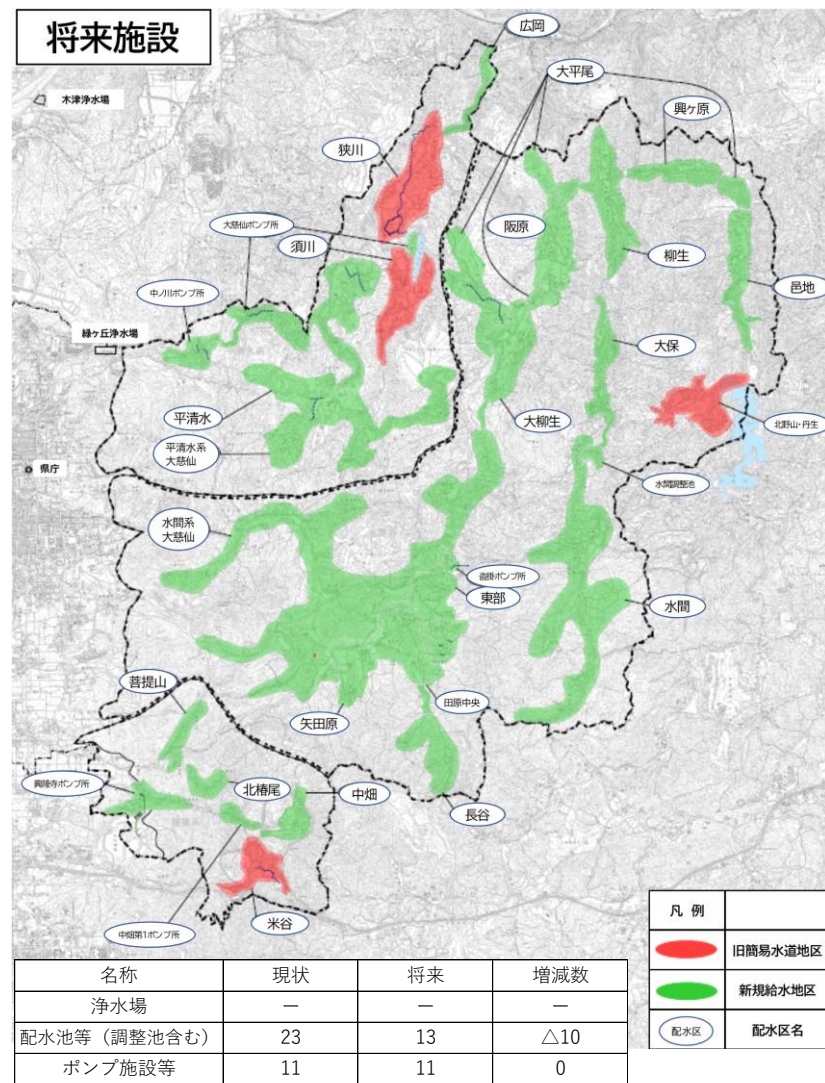 将来施設
広岡
木津浄水場
大平尾
興ヶ原
狭川
大慈仙ポンプ所
須川
阪原
柳生
邑地
中ノ川ポンプ所
緑ヶ丘浄水場
大保
平清水
大柳生
北野山・丹生
平清水系
大慈仙
県庁
水間調整池
水間系
大慈仙
沓掛ポンプ所
東部
水間
菩提山
矢田原
田原中央
興隆寺ポンプ所
北椿尾
中畑
長谷
中畑第1ポンプ所
米谷
凡 例
旧簡易水道地区
新規給水地区
配水区 配水区名
名称 現状 将来 増減数
浄水場 － － －
配水池等（調整池含む） 23 13 △10
ポンプ施設等 11 11 0